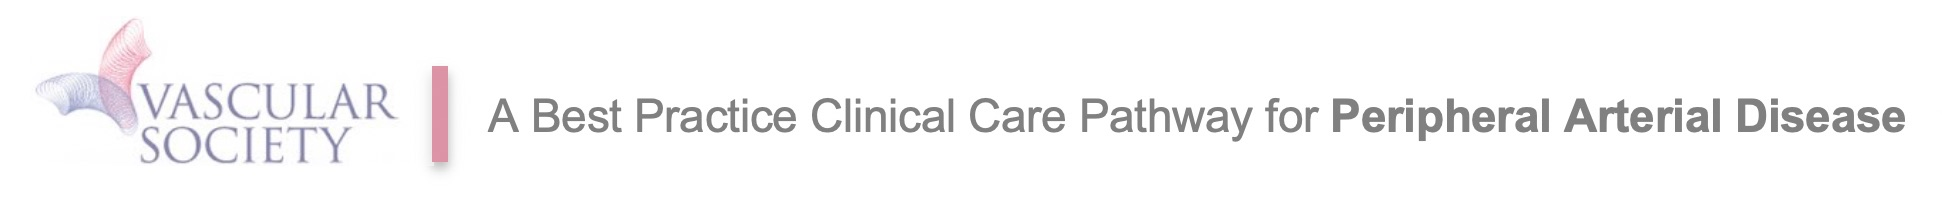 VASCULAR
SOCIETY
A Best Practice Clinical Care Pathway for Peripheral Arterial Disease